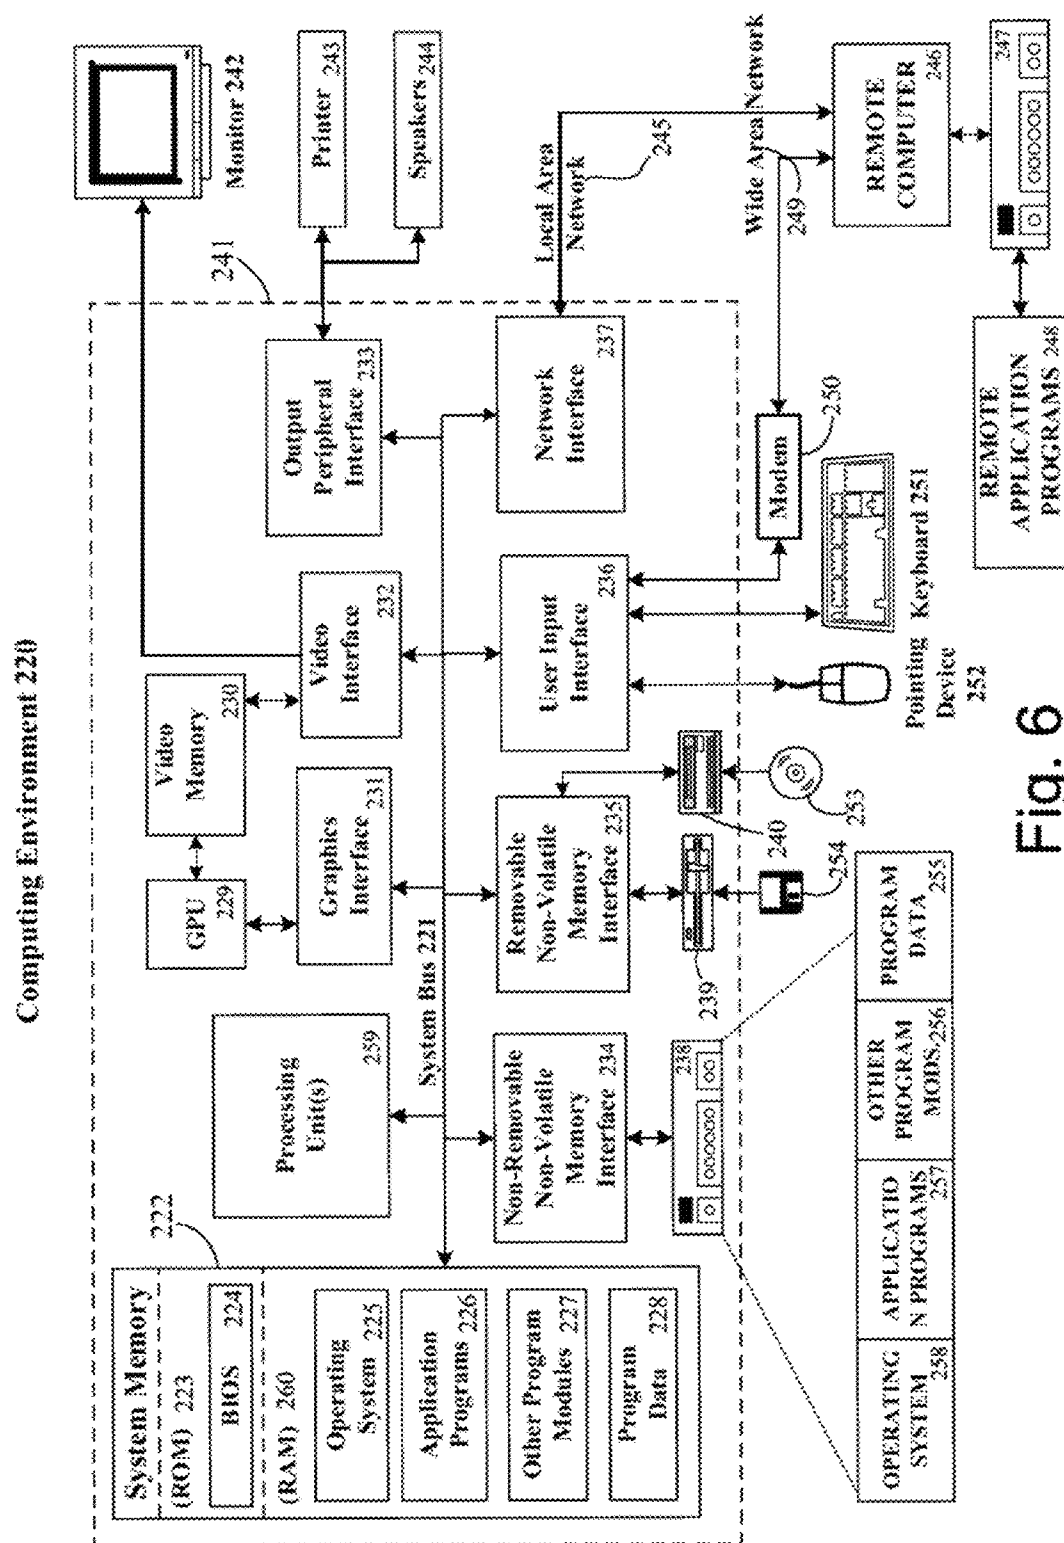 Computing Environment 220
System Memory
222
(ROM) 223
BIOS 224
(RAM) 260
Operating
System 225
Application
Programs 226
Other Program
Modules 227
Program
Data 228
Processing
Unit(s)
259
GPU
229
Video
Memory
230
Graphics
Interface
231
Video
Interface
232
Output
Peripheral
Interface 233
241
Monitor 242
Printer 243
Speakers
244
System Bus 221
Non-Removable
Non-Volatile
Memory
Interface 234
Removable
Non-Volatile
Memory
Interface 235
User Input
Interface
236
Network
Interface
237
Local Area
Network
245
Wide Area Network
249
238
239
240
254
253
Modem
250
Pointing
Device
252
Keyboard 251
REMOTE
COMPUTER
246
247
REMOTE
APPLICATION
PROGRAMS 248
OPERATING
SYSTEM
258
APPLICATIO
N PROGRAMS
257
OTHER
PROGRAM
MODS. 256
PROGRAM
DATA
255
Fig. 6